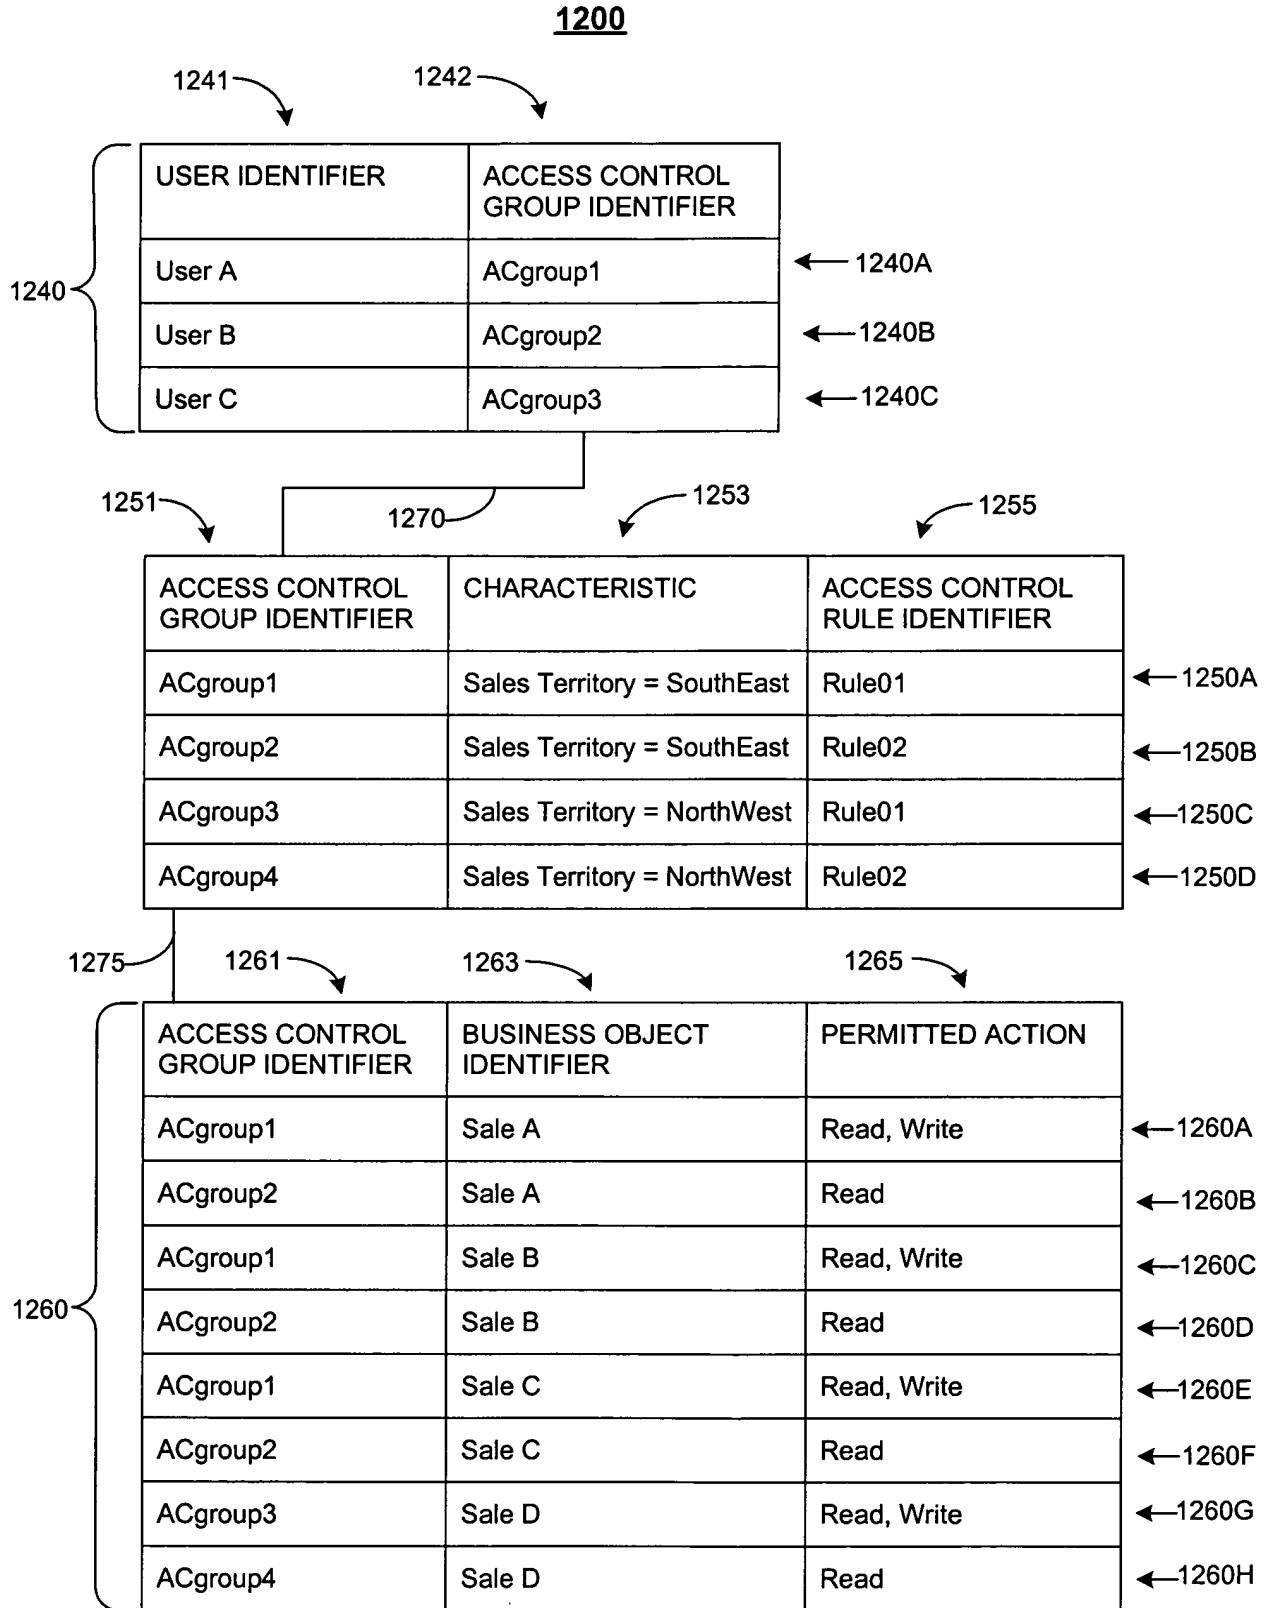 1200
1241
1242
USER IDENTIFIER
ACCESS CONTROL
GROUP IDENTIFIER
User A
ACgroup1
1240A
1240
User B
ACgroup2
1240B
User C
ACgroup3
1240C
1251
1270
1253
1255
ACCESS CONTROL
GROUP IDENTIFIER
CHARACTERISTIC
ACCESS CONTROL
RULE IDENTIFIER
ACgroup1
Sales Territory = SouthEast
Rule01
1250A
ACgroup2
Sales Territory = SouthEast
Rule02
1250B
ACgroup3
Sales Territory = NorthWest
Rule01
1250C
ACgroup4
Sales Territory = NorthWest
Rule02
1250D
1275
1261
1263
1265
ACCESS CONTROL
GROUP IDENTIFIER
BUSINESS OBJECT
IDENTIFIER
PERMITTED ACTION
ACgroup1
Sale A
Read, Write
1260A
ACgroup2
Sale A
Read
1260B
ACgroup1
Sale B
Read, Write
1260C
1260
ACgroup2
Sale B
Read
1260D
ACgroup1
Sale C
Read, Write
1260E
ACgroup2
Sale C
Read
1260F
ACgroup3
Sale D
Read, Write
1260G
ACgroup4
Sale D
Read
1260H